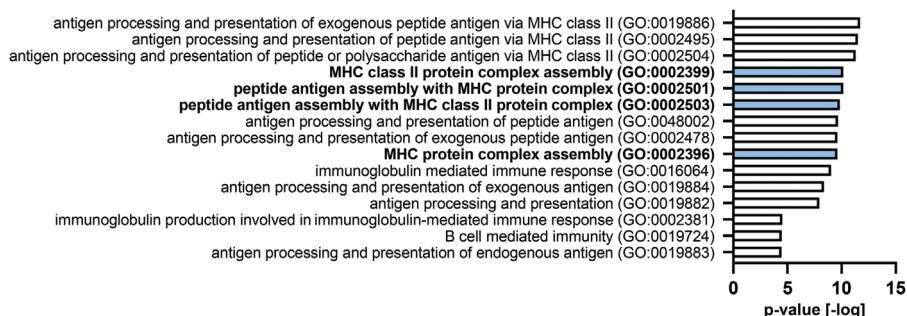 antigen processing and presentation of exogenous peptide antigen via MHC class II (GO:0019886)
antigen processing and presentation of peptide antigen via MHC class II (GO:0002495)
antigen processing and presentation of peptide or polysaccharide antigen via MHC class II (GO:0002504)
MHC class II protein complex assembly (GO:0002399)
peptide antigen assembly with MHC protein complex (GO:0002501)
peptide antigen assembly with MHC class II protein complex (GO:0002503)
antigen processing and presentation of peptide antigen (GO:0048002)
antigen processing and presentation of exogenous peptide antigen (GO:0002478)
MHC protein complex assembly (GO:0002396)
immunoglobulin mediated immune response (GO:0016064)
antigen processing and presentation of exogenous antigen (GO:0019884)
antigen processing and presentation (GO:0019882)
immunoglobulin production involved in immunoglobulin-mediated immune response (GO:0002381)
B cell mediated immunity (GO:0019724)
antigen processing and presentation of endogenous antigen (GO:0019883)
0 5 10 15
p-value [-log]